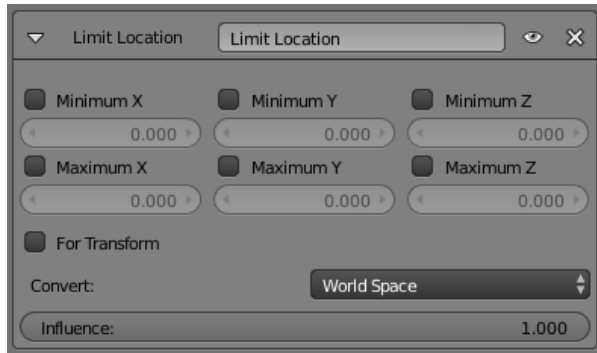 Limit Location Limit Location
Minimum X Minimum Y Minimum Z
0.000 0.000 0.000
Maximum X Maximum Y Maximum Z
0.000 0.000 0.000
For Transform
Convert: World Space
Influence: 1.000